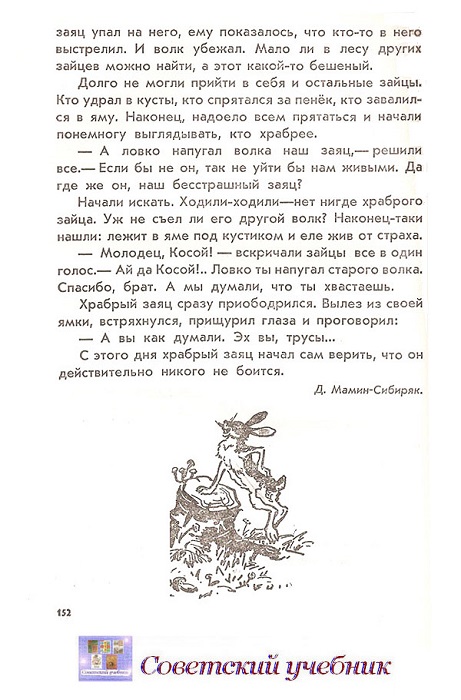 заяц упал на него, ему показалось, что кто-то в него
выстрелил. И волк убежал. Мало ли в лесу других
зайцев можно найти, а этот какой-то бешеный.
Долго не могли прийти в себя и остальные зайцы.
Кто удрал в кусты, кто спрятался за пенёк, кто завалил-
ся в яму. Наконец, надоело всем прятаться и начали
понемногу выглядывать, кто храбрее.
— А ловко напугал волка наш заяц,— решили
все.— Если бы не он, так не уйти бы нам живыми. Да
где же он, наш бесстрашный заяц?
Начали искать. Ходили-ходили—нет нигде храброго
зайца. Уж не съел ли его другой волк? Наконец-таки
нашли: лежит в яме под кустиком и еле жив от страха.
— Молодец, Косой! — вскричали зайцы все в один
голос.— Ай да Косой!.. Ловко ты напугал старого волка.
Спасибо, брат. А мы думали, что ты хвастаешь.
Храбрый заяц сразу приободрился. Вылез из своей
ямки, встряхнулся, прищурил глаза и проговорил:
— А вы как думали. Эх вы, трусы...
С этого дня храбрый заяц начал сам верить, что он
действительно никого не боится.
Д. Мамин-Сибиряк.
152
Советский учебник
Советский учебник